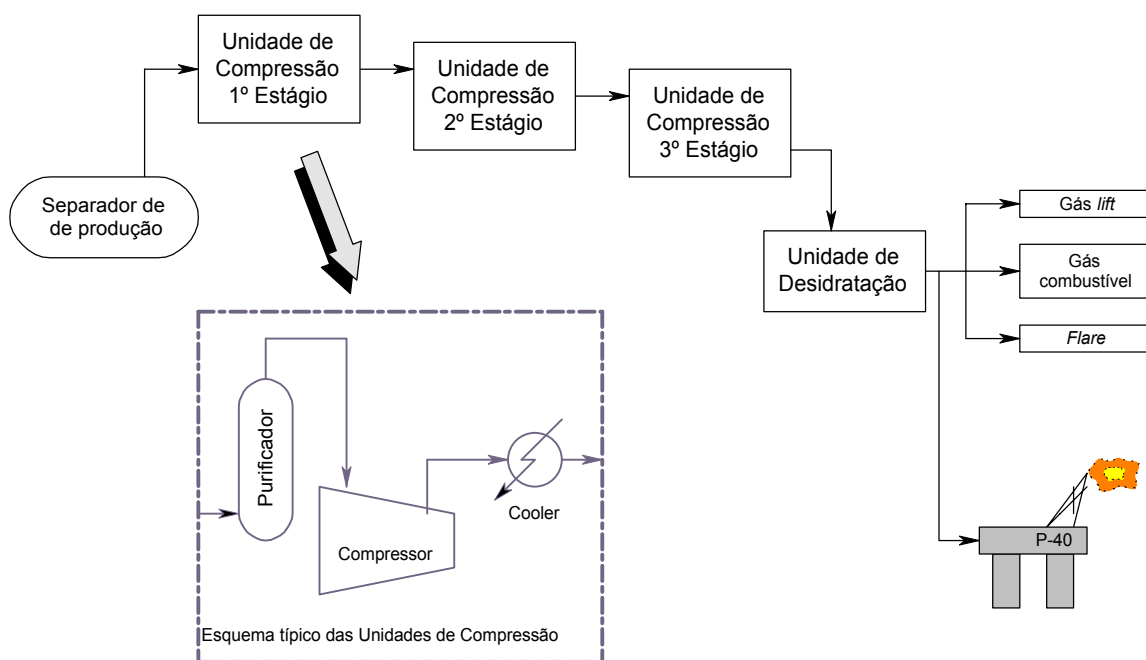 Unidade de
Compressão
1º Estágio
Unidade de
Compressão
2º Estágio
Unidade de
Compressão
3º Estágio
Separador de
de produção
Unidade de
Desidratação
Gás lift
Gás
combustível
Flare
Purificador
Compressor
Cooler
P-40
Esquema típico das Unidades de Compressão